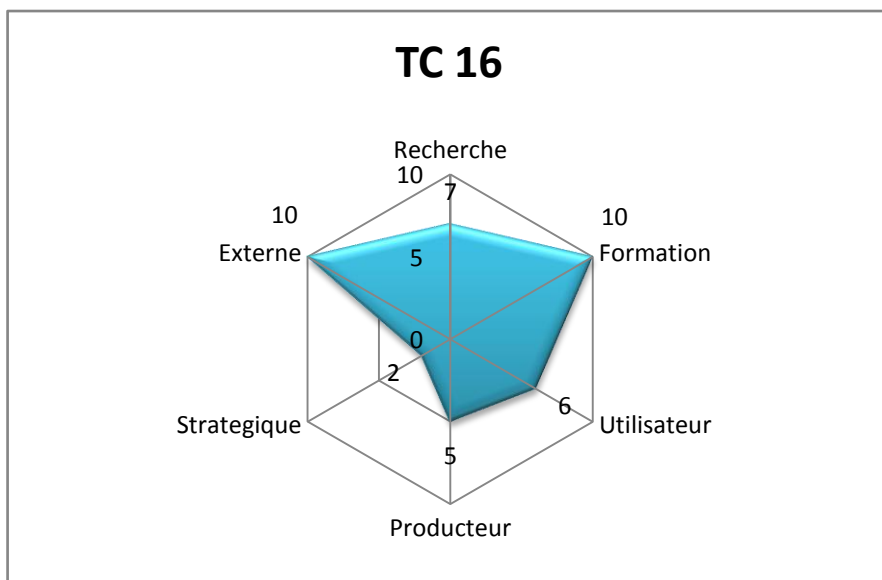 TC 16
Recherche
10
7
10
10
Externe
Formation
5
0
2
6
Strategique
Utilisateur
5
Producteur